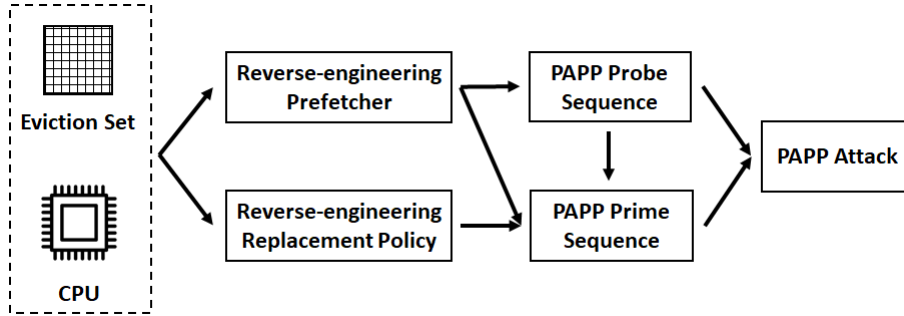 Eviction Set
CPU
Reverse-engineering
Prefetcher
Reverse-engineering
Replacement Policy
PAPP Probe
Sequence
PAPP Prime
Sequence
PAPP Attack